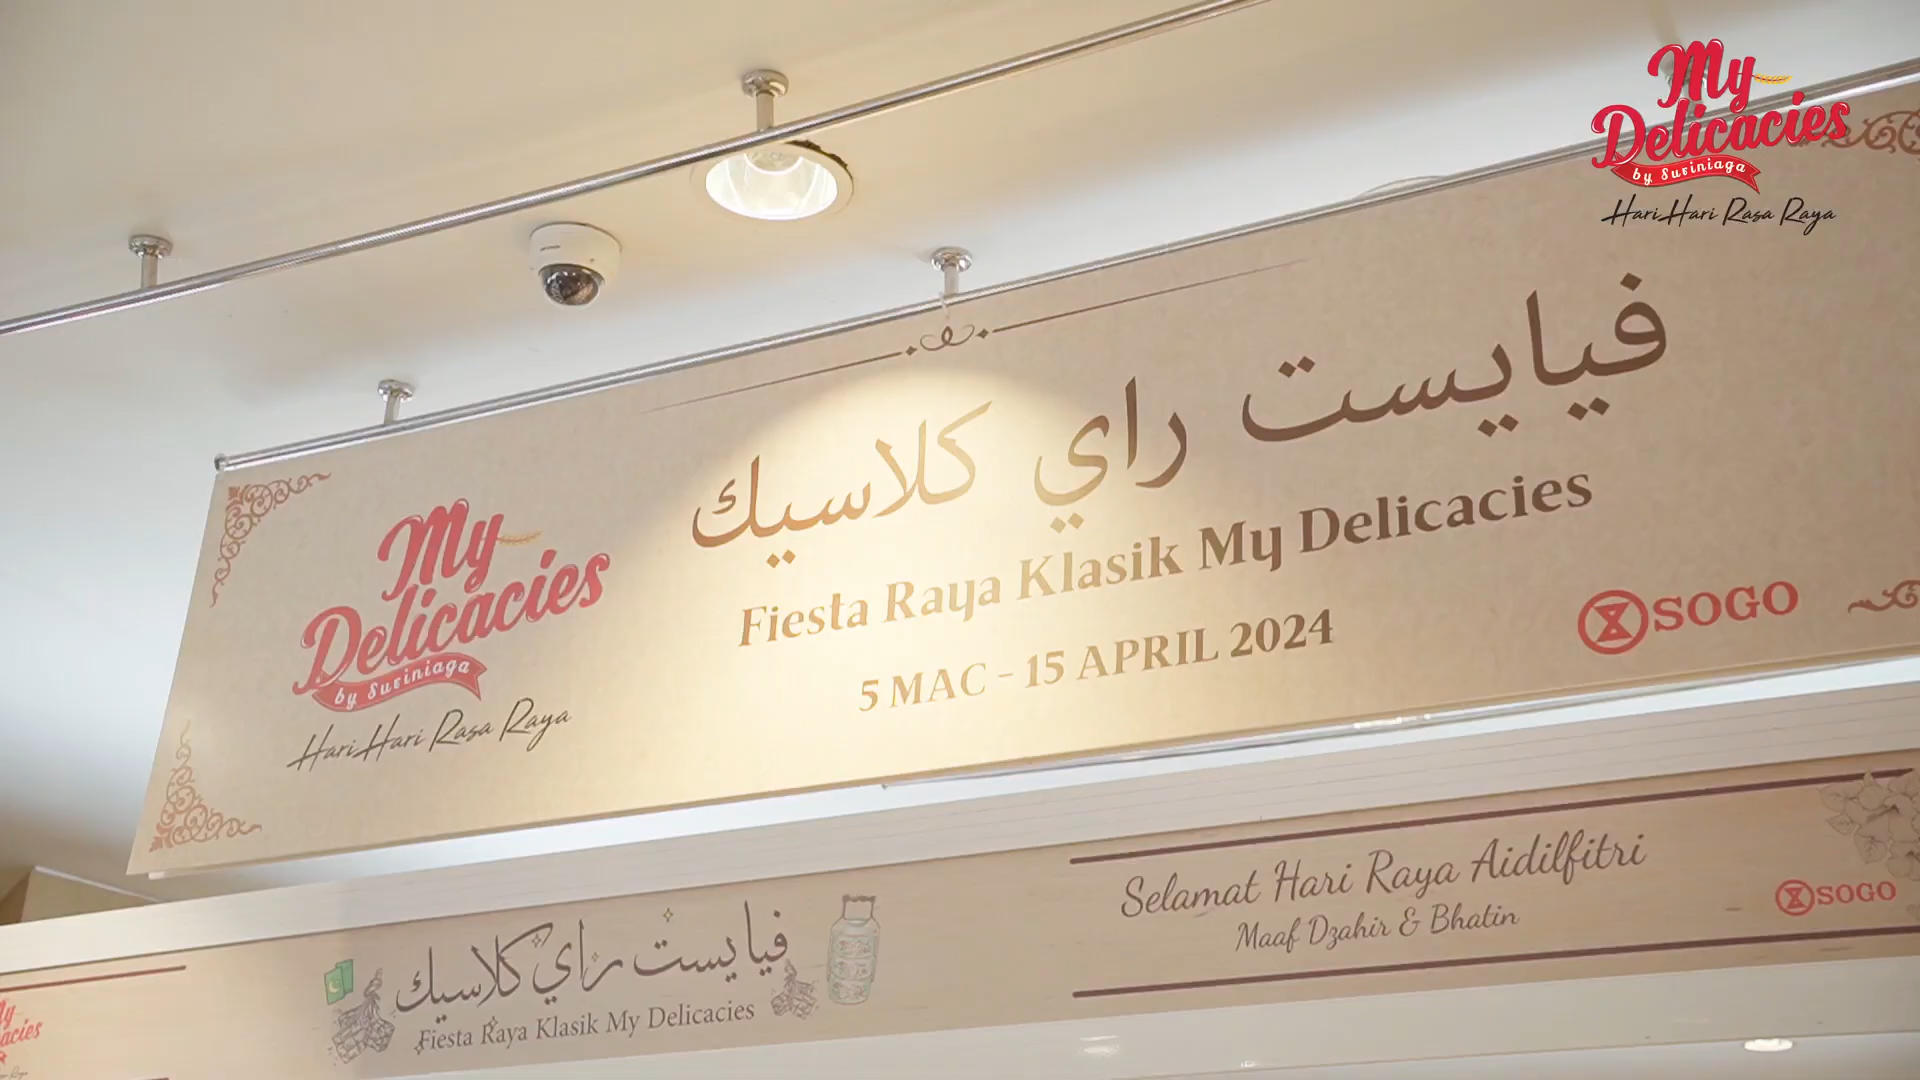 My
Delicacies
by Suriniaga
Hari Hari Rasa Raya
فيايست راي كلاسيك
Fiesta Raya Klasik My Delicacies
5 MAC - 15 APRIL 2024
My
Delicacies
by Suriniaga
Hari Hari Rasa Raya
SOGO
فيايست راي كلاسيك
Fiesta Raya Klasik My Delicacies
Selamat Hari Raya Aidilfitri
Maaf Dzahir & Bhatin
SOGO